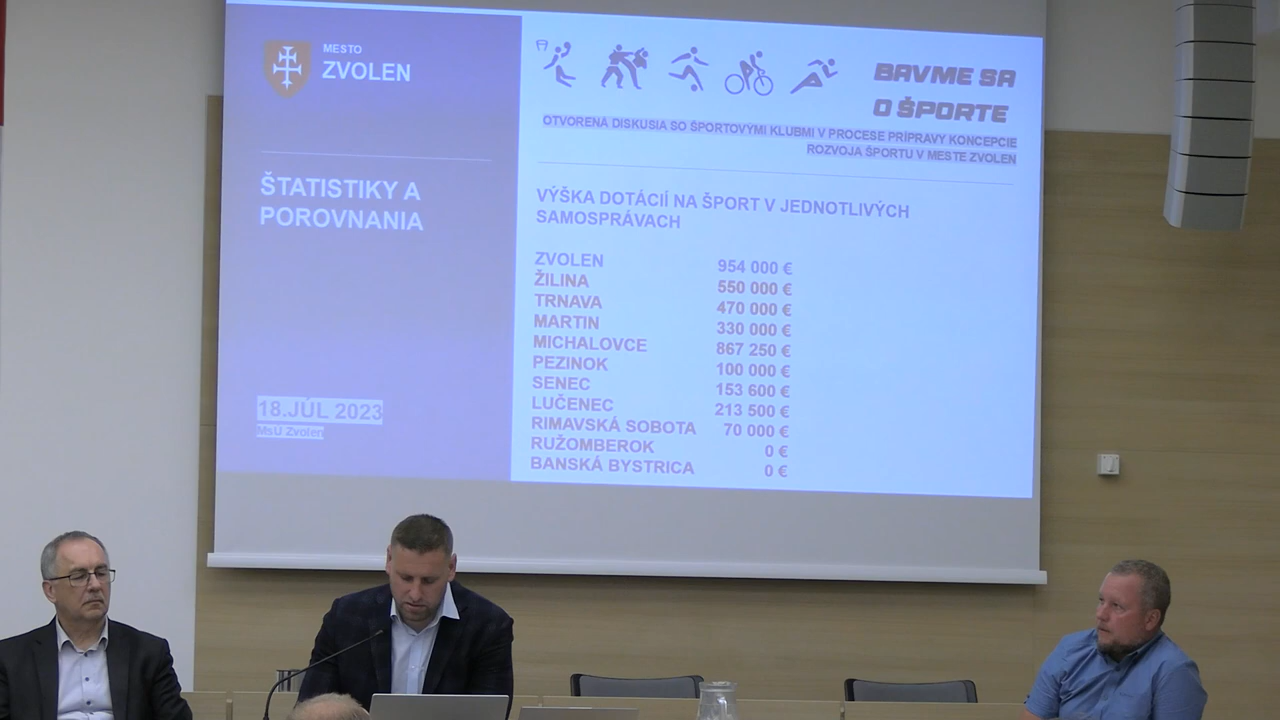 MESTO
ZVOLEN
ŠTATISTIKY A
POROVNANIA
18.JÚL 2023
MsU Zvolen
BAVME SA
O ŠPORTE
OTVORENA DISKUSIA SO ŠPORTOVYMI KLUBMI V PROCESE PRÍPRAVY KONCEPCIE
ROZVOJA ŠPORTU V MESTE ZVOLEN
VÝŠKA DOTÁCIÍ NA ŠPORT V JEDNOTLIVÝCH
SAMOSPRÁVACH
ZVOLEN 954 000 €
ŽILINA 550 000 €
TRNAVA 470 000 €
MARTIN 330 000 €
MICHALOVCE 867 250 €
PEZINOK 100 000 €
SENEC 153 600 €
LUČENEC 213 500 €
RIMAVSKÁ SOBOTA 70 000 €
RUŽOMBEROK 0 €
BANSKÁ BYSTRICA 0 €